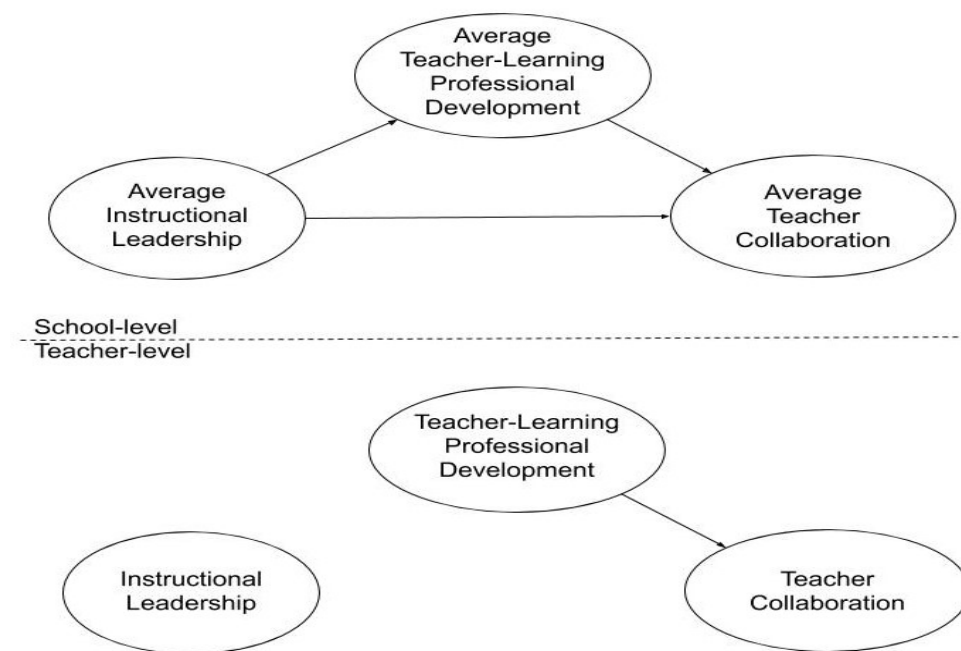 Average
Teacher-Learning
Professional
Development
Average
Instructional
Leadership
Average
Teacher
Collaboration
School-level
Teacher-level
Teacher-Learning
Professional
Development
Instructional
Leadership
Teacher
Collaboration